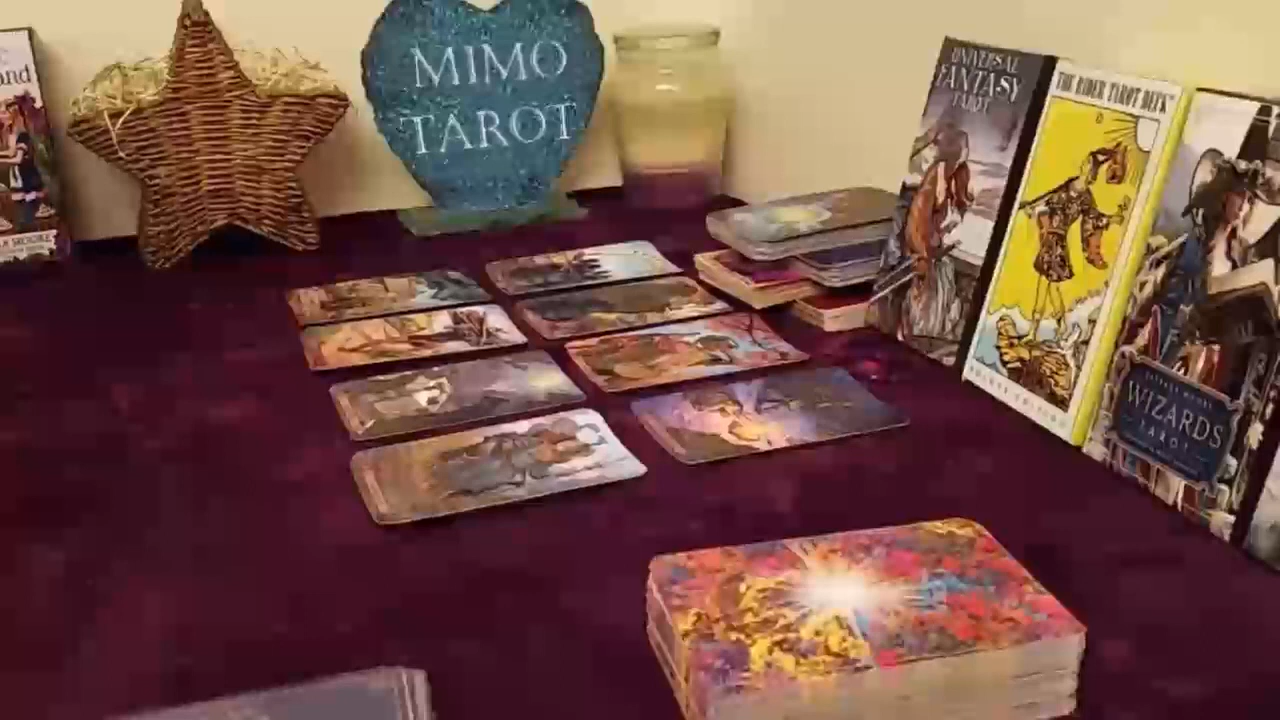 MIMO
TAROT
UNIVERSAL
FANTASY
TAROT
THE RIDER TAROT DECK
WIZARDS
TAROT